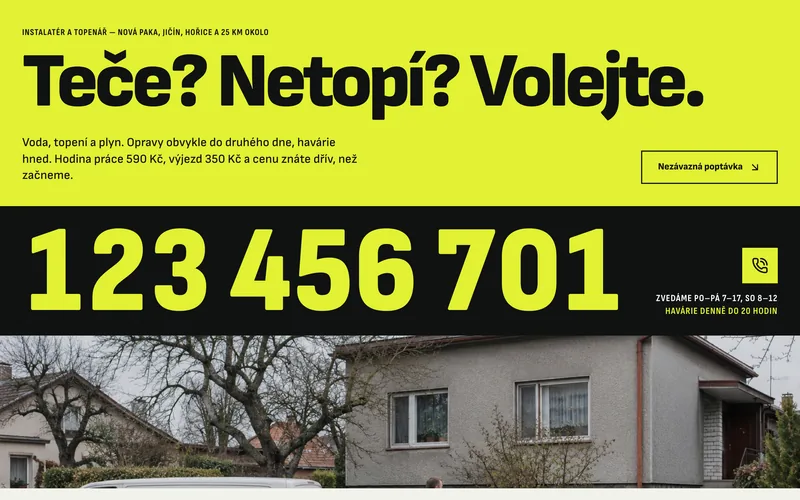 INSTALATÉR A TOPENÁŘ — NOVÁ PAKA, JIČÍN, HOŘICE A 25 KM OKOLO
Teče? Netopí? Volejte.
Voda, topení a plyn. Opravy obvykle do druhého dne, havárie
hned. Hodina práce 590 Kč, výjezd 350 Kč a cenu znáte dřív, než
začneme.
Nezávazná poptávka
123 456 701
ZVEDÁME PO–PÁ 7–17, SO 8–12
HAVÁRIE DENNĚ DO 20 HODIN